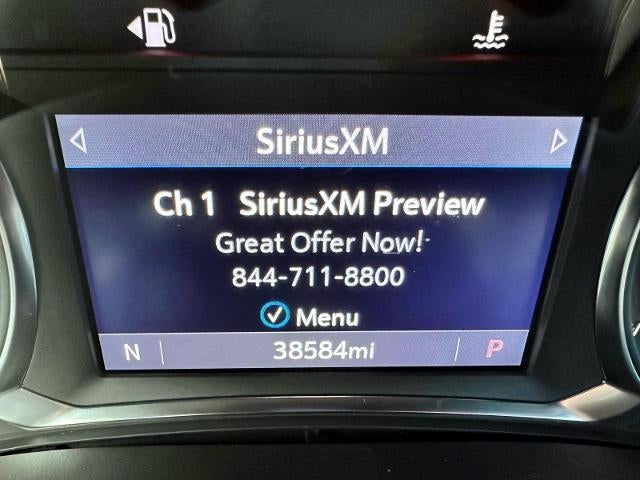 SiriusXM
Ch 1 SiriusXM Preview
Great Offer Now!
844-711-8800
Menu
N 38584mi P